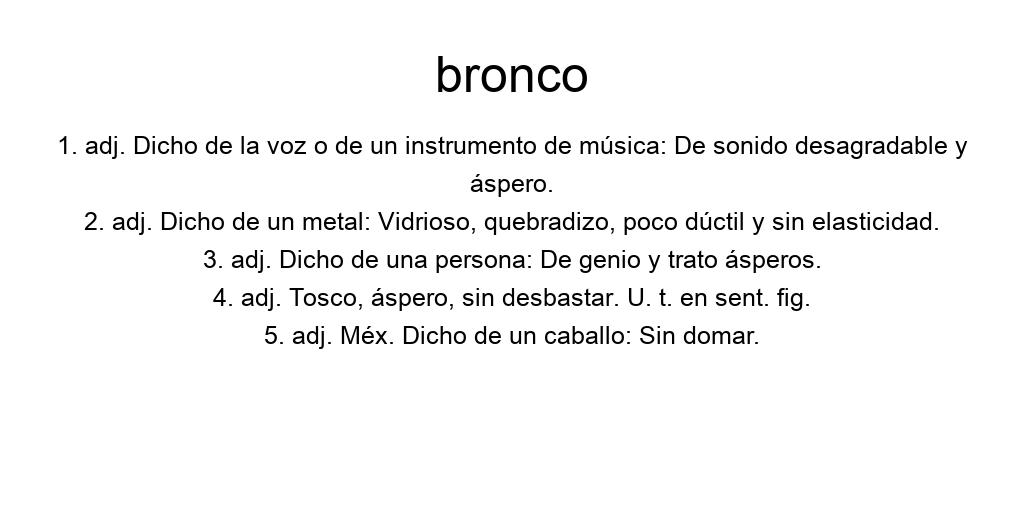 bronco
1. adj. Dicho de la voz o de un instrumento de música: De sonido desagradable y
áspero.
2. adj. Dicho de un metal: Vidrioso, quebradizo, poco dúctil y sin elasticidad.
3. adj. Dicho de una persona: De genio y trato ásperos.
4. adj. Tosco, áspero, sin desbastar. U. t. en sent. fig.
5. adj. Méx. Dicho de un caballo: Sin domar.